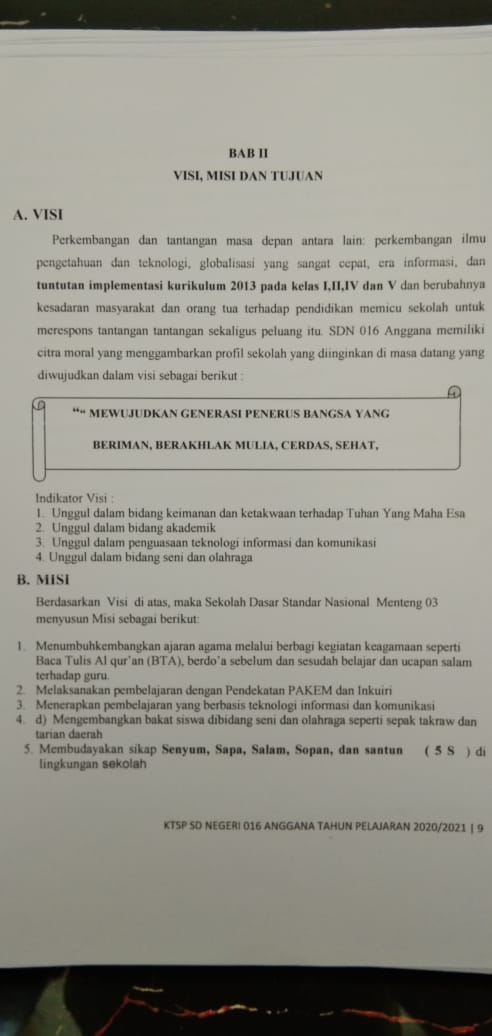 BAB II
VISI, MISI DAN TUJUAN
A. VISI
Perkembangan dan tantangan masa depan antara lain: perkembangan ilmu
pengetahuan dan teknologi, globalisasi yang sangat cepat, era informasi, dan
tuntutan implementasi kurikulum 2013 pada kelas I,II,IV dan V dan berubahnya
kesadaran masyarakat dan orang tua terhadap pendidikan memicu sekolah untuk
merespons tantangan tantangan sekaligus peluang itu. SDN 016 Anggana memiliki
citra moral yang menggambarkan profil sekolah yang diinginkan di masa datang yang
diwujudkan dalam visi sebagai berikut :
“” MEWUJUDKAN GENERASI PENERUS BANGSA YANG
BERIMAN, BERAKHLAK MULIA, CERDAS, SEHAT,
Indikator Visi :
1. Unggul dalam bidang keimanan dan ketakwaan terhadap Tuhan Yang Maha Esa
2. Unggul dalam bidang akademik
3. Unggul dalam penguasaan teknologi informasi dan komunikasi
4. Unggul dalam bidang seni dan olahraga
B. MISI
Berdasarkan Visi di atas, maka Sekolah Dasar Standar Nasional Menteng 03
menyusun Misi sebagai berikut:
1. Menumbuhkembangkan ajaran agama melalui berbagi kegiatan keagamaan seperti
Baca Tulis Al qur’an (BTA), berdo’a sebelum dan sesudah belajar dan ucapan salam
terhadap guru.
2. Melaksanakan pembelajaran dengan Pendekatan PAKEM dan Inkuiri
3. Menerapkan pembelajaran yang berbasis teknologi informasi dan komunikasi
4. d) Mengembangkan bakat siswa dibidang seni dan olahraga seperti sepak takraw dan
tarian daerah
5. Membudayakan sikap Senyum, Sapa, Salam, Sopan, dan santun ( 5 S ) di
lingkungan sekolah
KTSP SD NEGERI 016 ANGGANA TAHUN PELAJARAN 2020/2021 | 9